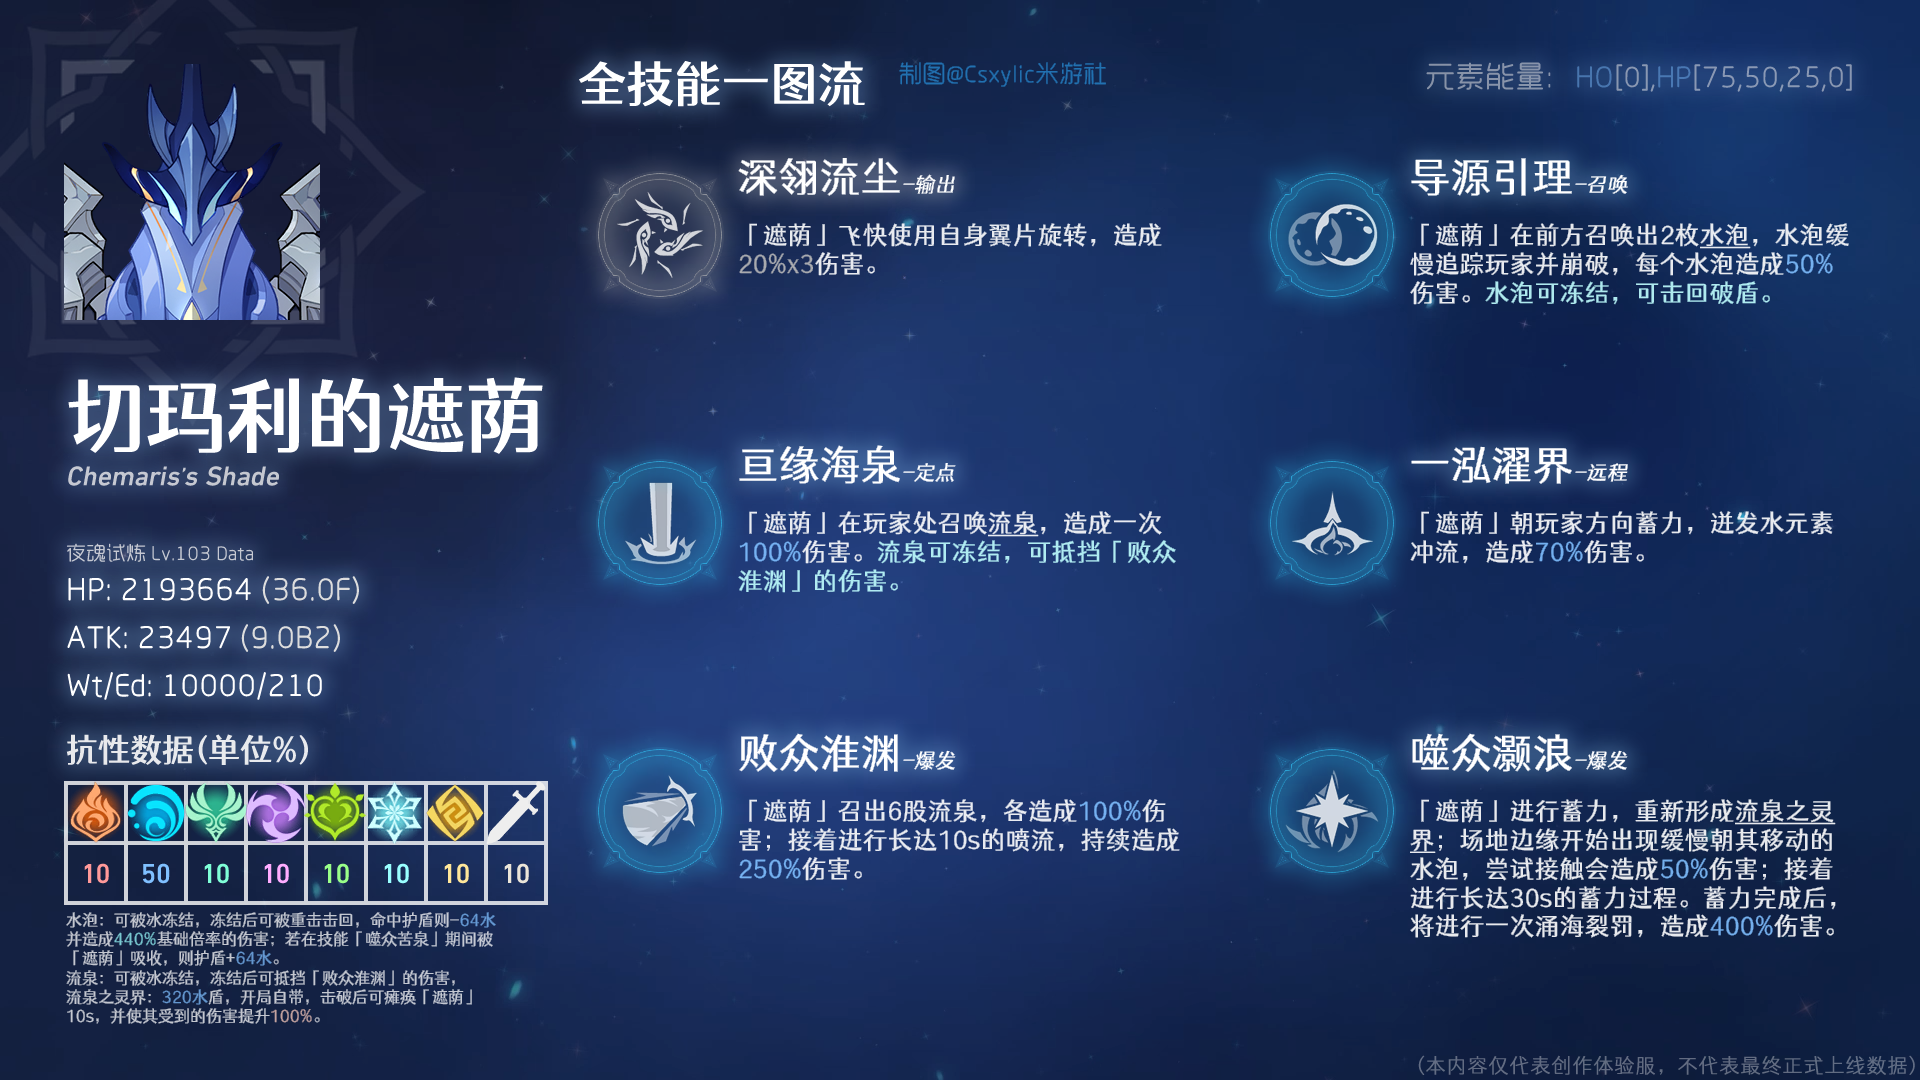 全技能一图流
制图@Csxylic米游社
元素能量: HO[0],HP[75,50,25,0]
切玛利的遮荫
Chemaris's Shade
夜魂试炼 Lv.103 Data
HP: 2193664 (36.0F)
ATK: 23497 (9.0B2)
Wt/Ed: 10000/210
抗性数据(单位%)
10 50 10 10 10 10 10 10
水泡：可被冰冻结，冻结后可被重击击回，命中护盾则-64水
并造成440%基础倍率的伤害；若在技能「噬众苦泉」期间被
「遮荫」吸收，则护盾+64水。
流泉：可被冰冻结，冻结后可抵挡「败众淮渊」的伤害，
流泉之灵界：320水盾，开局自带，击破后可瘫痪「遮荫」
10s，并使其受到的伤害提升100%。
深翎流尘-输出
「遮荫」飞快使用自身翼片旋转，造成
20%x3伤害。
导源引理-召唤
「遮荫」在前方召唤出2枚水泡，水泡缓
慢追踪玩家并崩破，每个水泡造成50%
伤害。水泡可冻结，可击回破盾。
亘缘海泉-定点
「遮荫」在玩家处召唤流泉，造成一次
100%伤害。流泉可冻结，可抵挡「败众
淮渊」的伤害。
一泓濯界-远程
「遮荫」朝玩家方向蓄力，迸发水元素
冲流，造成70%伤害。
败众淮渊-爆发
「遮荫」召出6股流泉，各造成100%伤
害；接着进行长达10s的喷流，持续造成
250%伤害。
噬众灏浪-爆发
「遮荫」进行蓄力，重新形成流泉之灵
界；场地边缘开始出现缓慢朝其移动的
水泡，尝试接触会造成50%伤害；接着
进行长达30s的蓄力过程。蓄力完成后，
将进行一次涌海裂罚，造成400%伤害。
(本内容仅代表创作体验服，不代表最终正式上线数据)